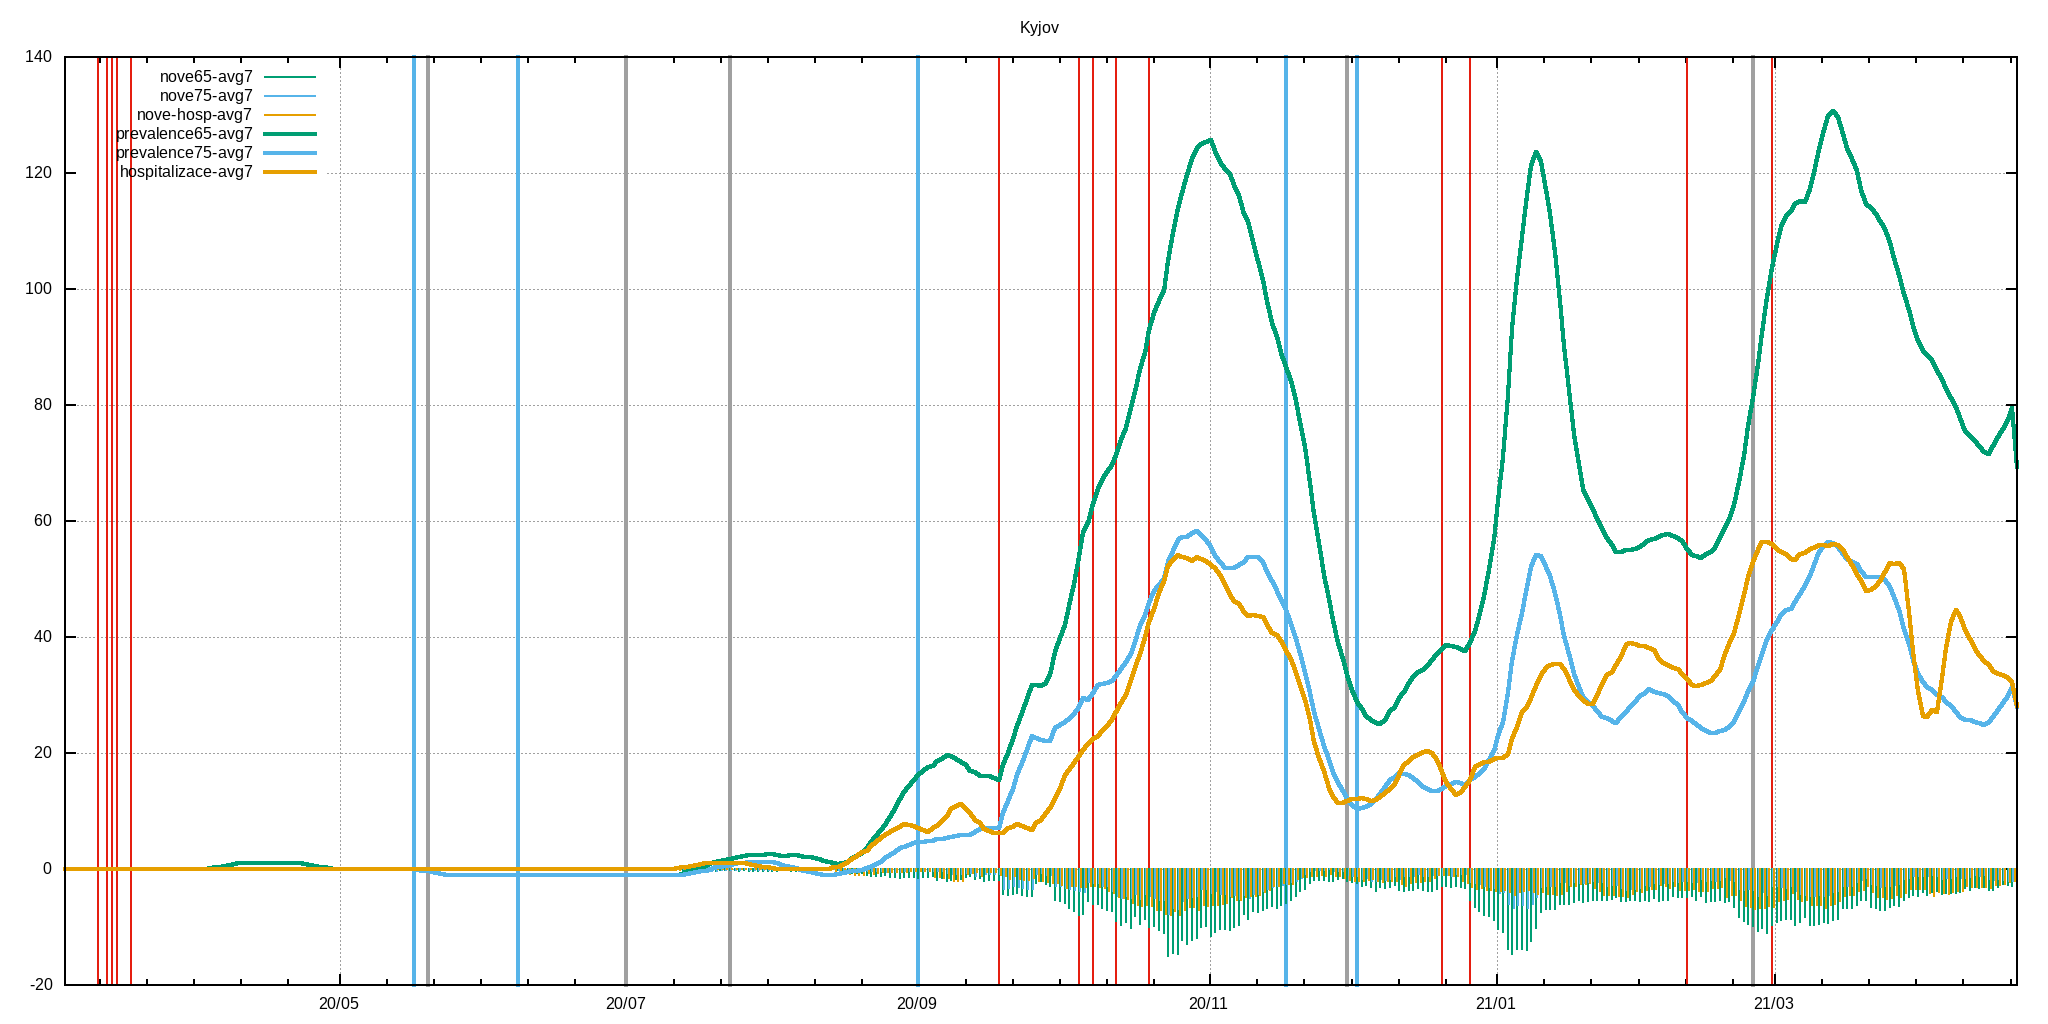 Kyjov
140
120
100
80
60
40
20
0
-20
nove65-avg7
nove75-avg7
nove-hosp-avg7
prevalence65-avg7
prevalence75-avg7
hospitalizace-avg7
20/05 20/07 20/09 20/11 21/01 21/03